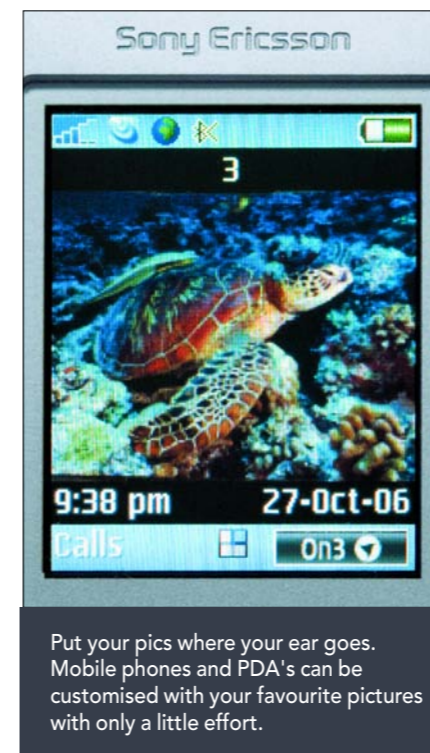 Sony Ericsson
3
9:38 pm 27-Oct-06
Calls On3
Put your pics where your ear goes.
Mobile phones and PDA's can be
customised with your favourite pictures
with only a little effort.